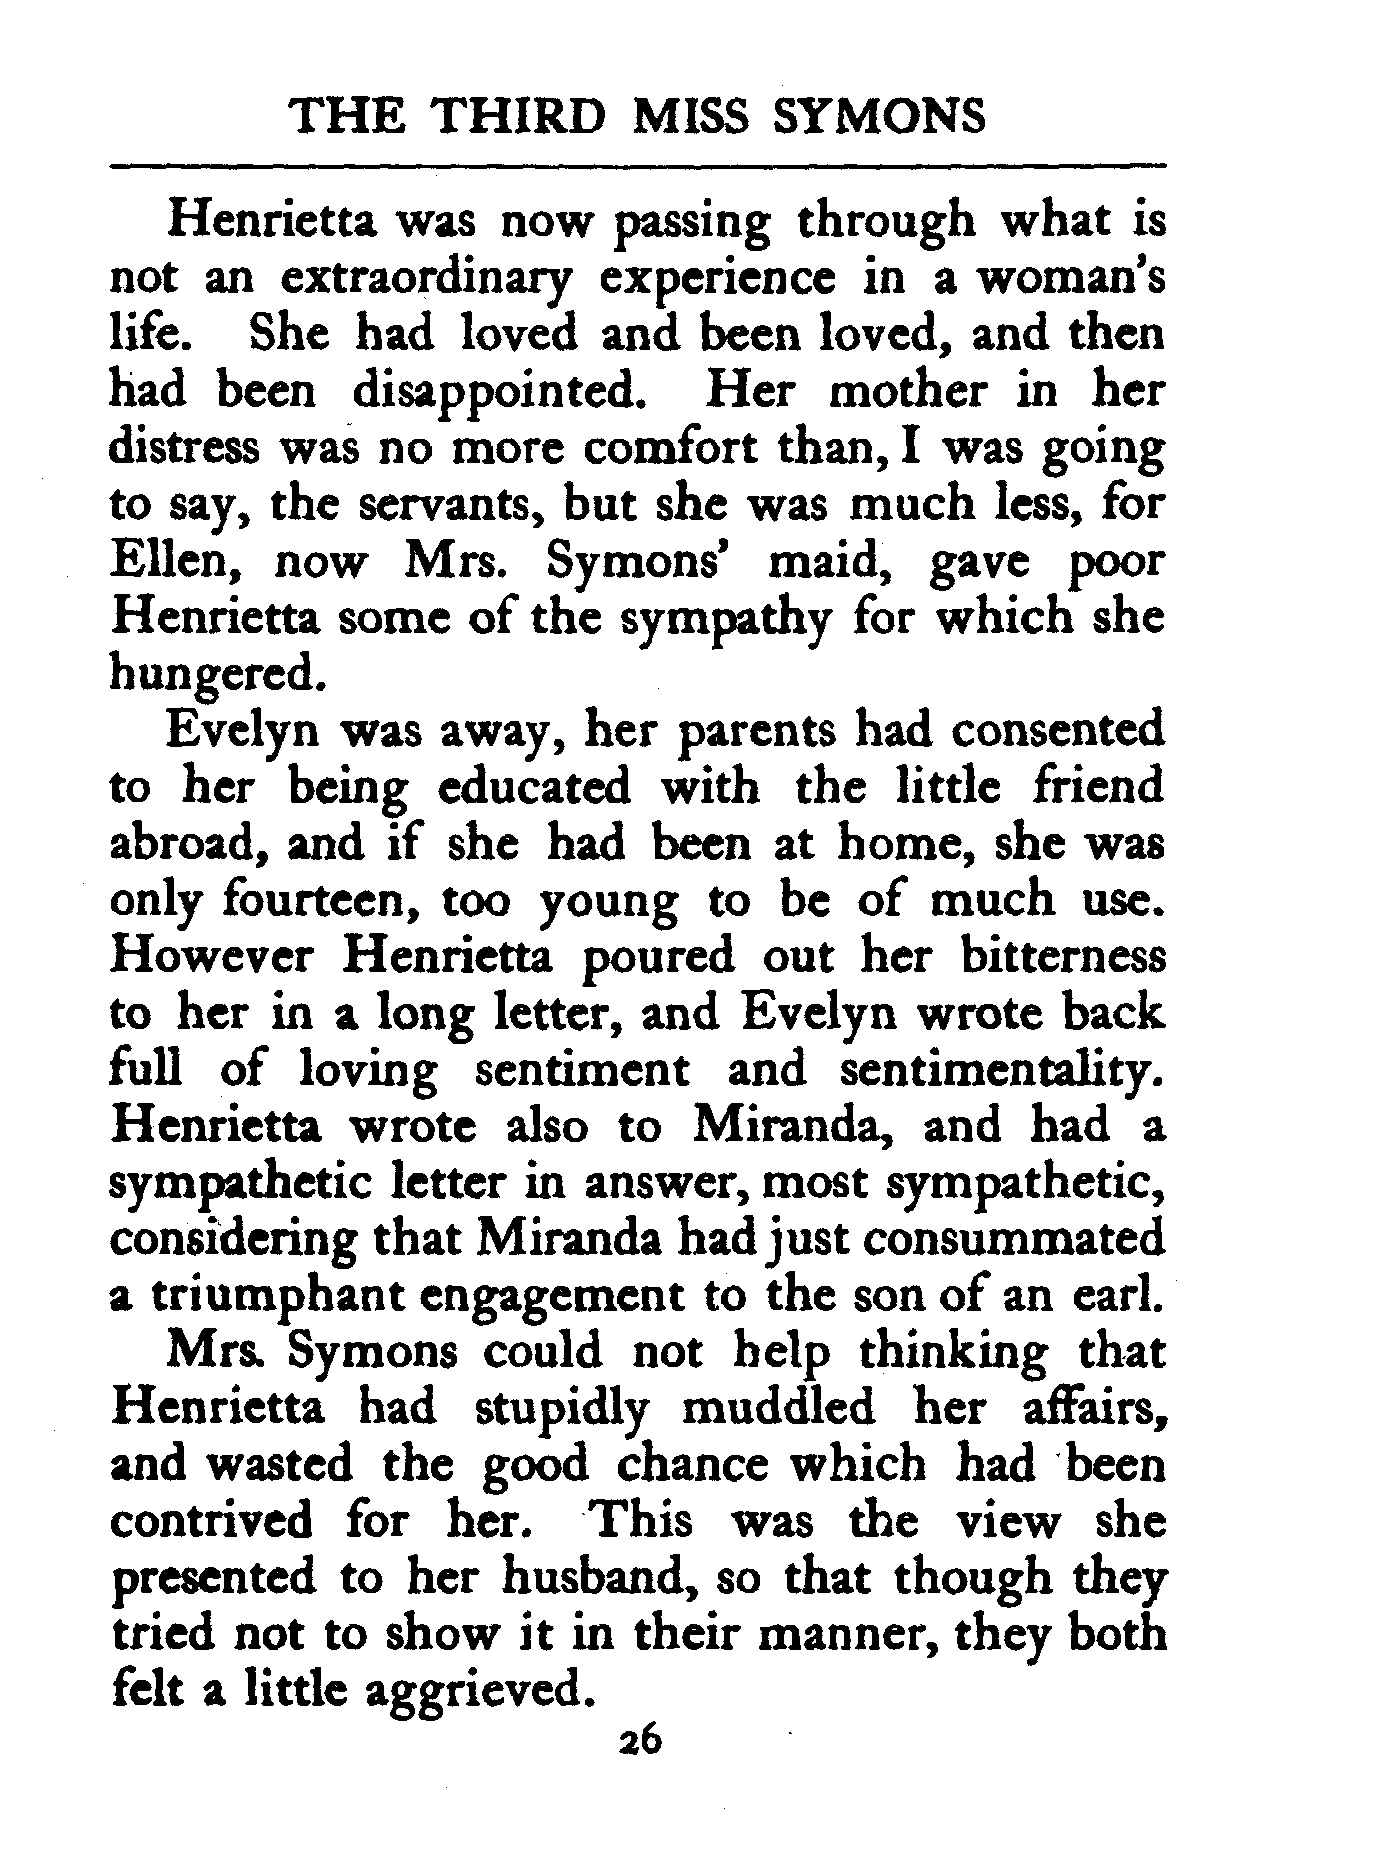 THE THIRD MISS SYMONS
Henrietta was now passing through what is
not an extraordinary experience in a woman's
life. She had loved and been loved, and then
had been disappointed. Her mother in her
distress was no more comfort than, I was going
to say, the servants, but she was much less, for
Ellen, now Mrs. Symons' maid, gave poor
Henrietta some of the sympathy for which she
hungered.
Evelyn was away, her parents had consented
to her being educated with the little friend
abroad, and if she had been at home, she was
only fourteen, too young to be of much use.
However Henrietta poured out her bitterness
to her in a long letter, and Evelyn wrote back
full of loving sentiment and sentimentality.
Henrietta wrote also to Miranda, and had a
sympathetic letter in answer, most sympathetic,
considering that Miranda had just consummated
a triumphant engagement to the son of an earl.
Mrs. Symons could not help thinking that
Henrietta had stupidly muddled her affairs,
and wasted the good chance which had been
contrived for her. This was the view she
presented to her husband, so that though they
tried not to show it in their manner, they both
felt a little aggrieved.
26